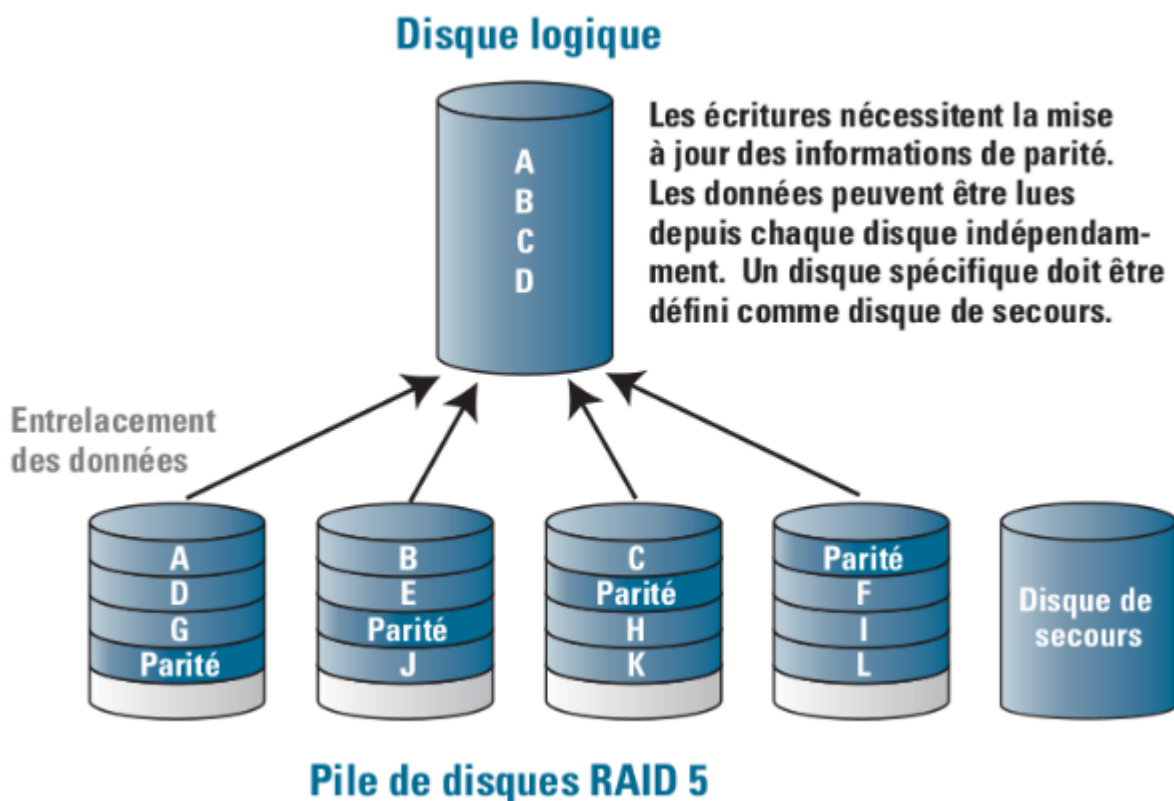 Disque logique
A
B
C
D
Les écritures nécessitent la mise
à jour des informations de parité.
Les données peuvent être lues
depuis chaque disque indépendam-
ment. Un disque spécifique doit être
défini comme disque de secours.
Entrelacement
des données
A
D
G
Parité
B
E
Parité
J
C
Parité
H
K
Parité
F
I
L
Disque de
secours
Pile de disques RAID 5